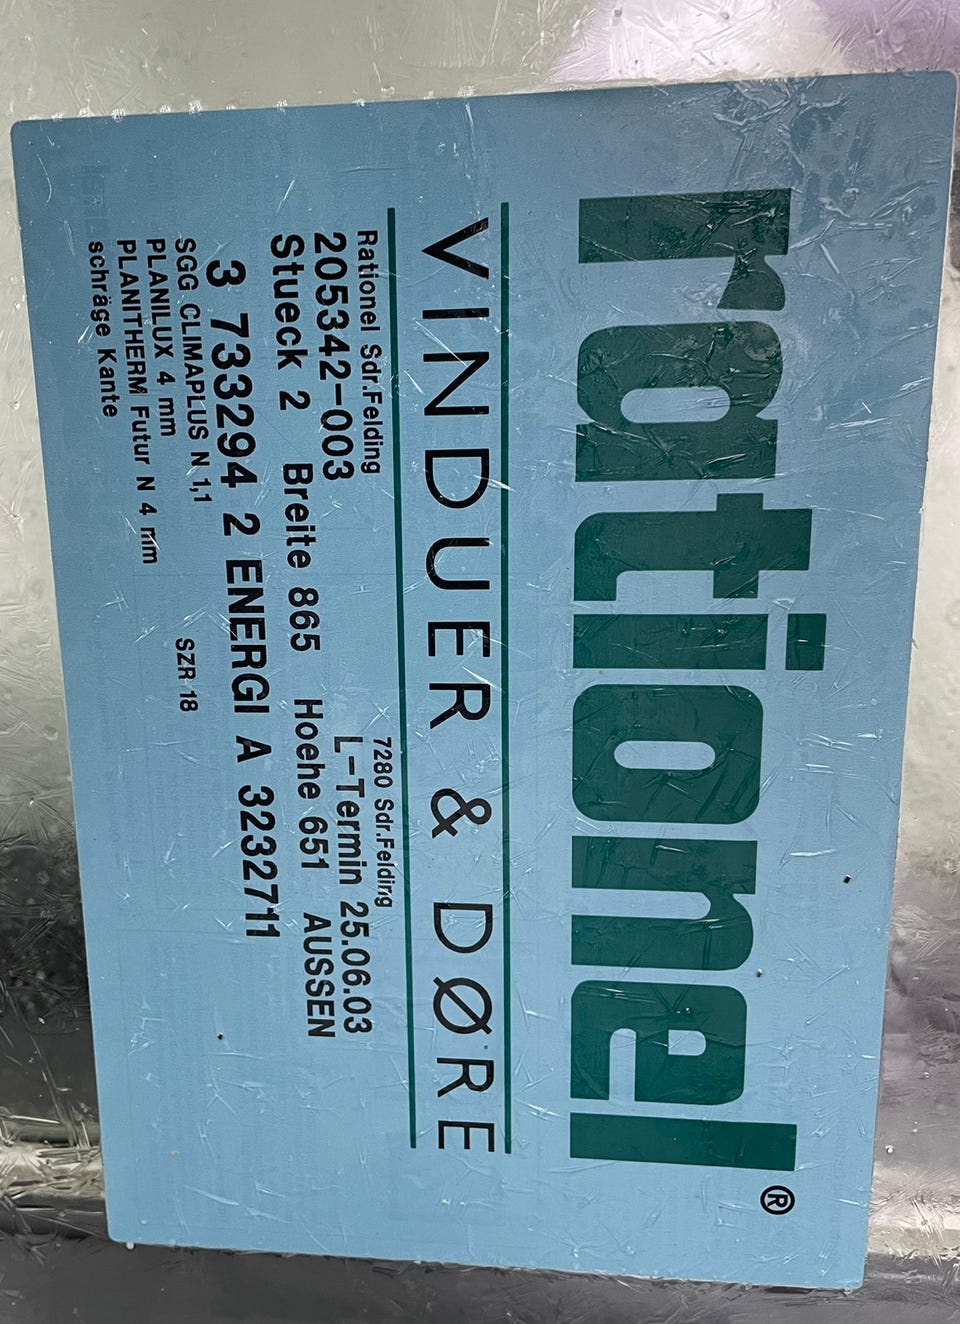 rationel®
VINDUER & DØRE
Rationel Sdr.Felding 7280 Sdr.Felding
205342-003 L-Termin 25.06.03
Stueck 2 Breite 865 Hoehe 651 AUSSEN
3 733294 2 ENERGI A 3232711
SGG CLIMAPLUS N 1,1 SZR 18
PLANILUX 4 mm
PLANITHERM Futur N 4 mm
schräge Kante